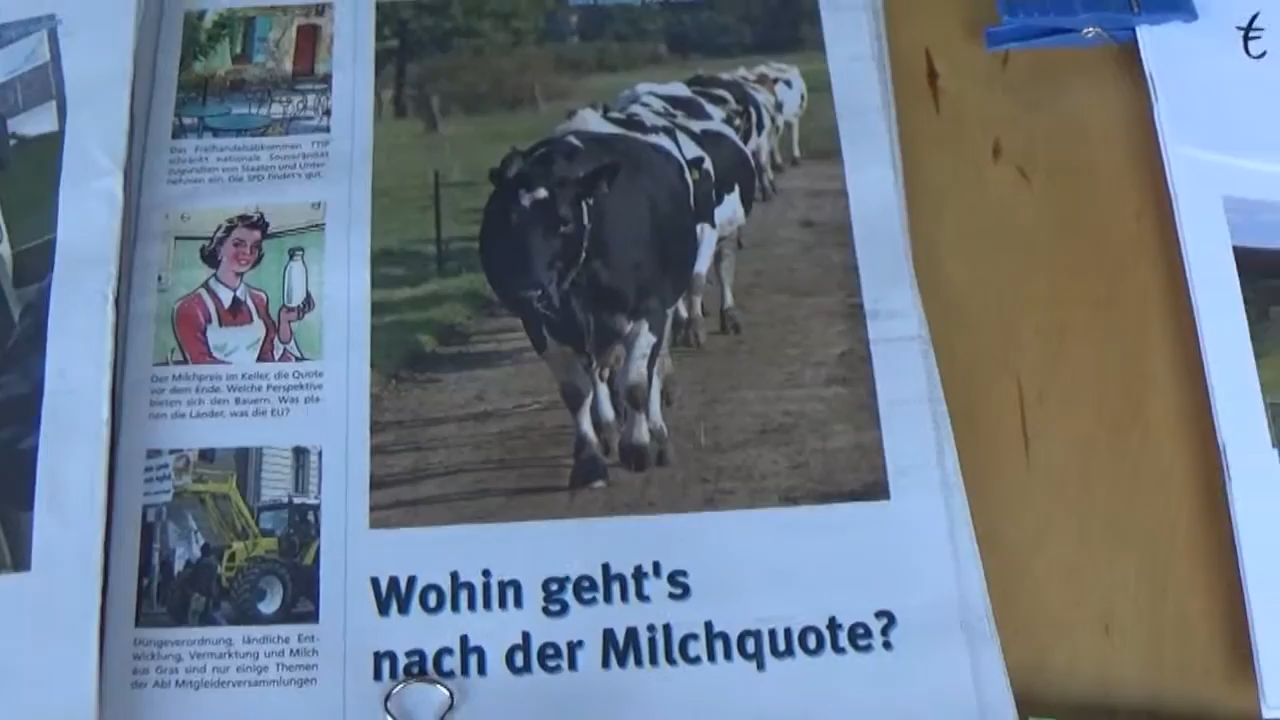 Das Freihandelsabkommen TTIP
schränkt nationale Souveränität
zugunsten von Staaten und Unter-
nehmen ein. Die SPD findet's gut.
Der Milchpreis im Keller, die Quote
vor dem Ende. Welche Perspektive
bieten sich den Bauern. Was pla-
nen die Länder, was die EU?
Düngeverordnung, ländliche Ent-
wicklung, Vermarktung und Milch
aus Gras sind nur einige Themen
der AbL Mitgleiderversammlungen
Wohin geht's
nach der Milchquote?